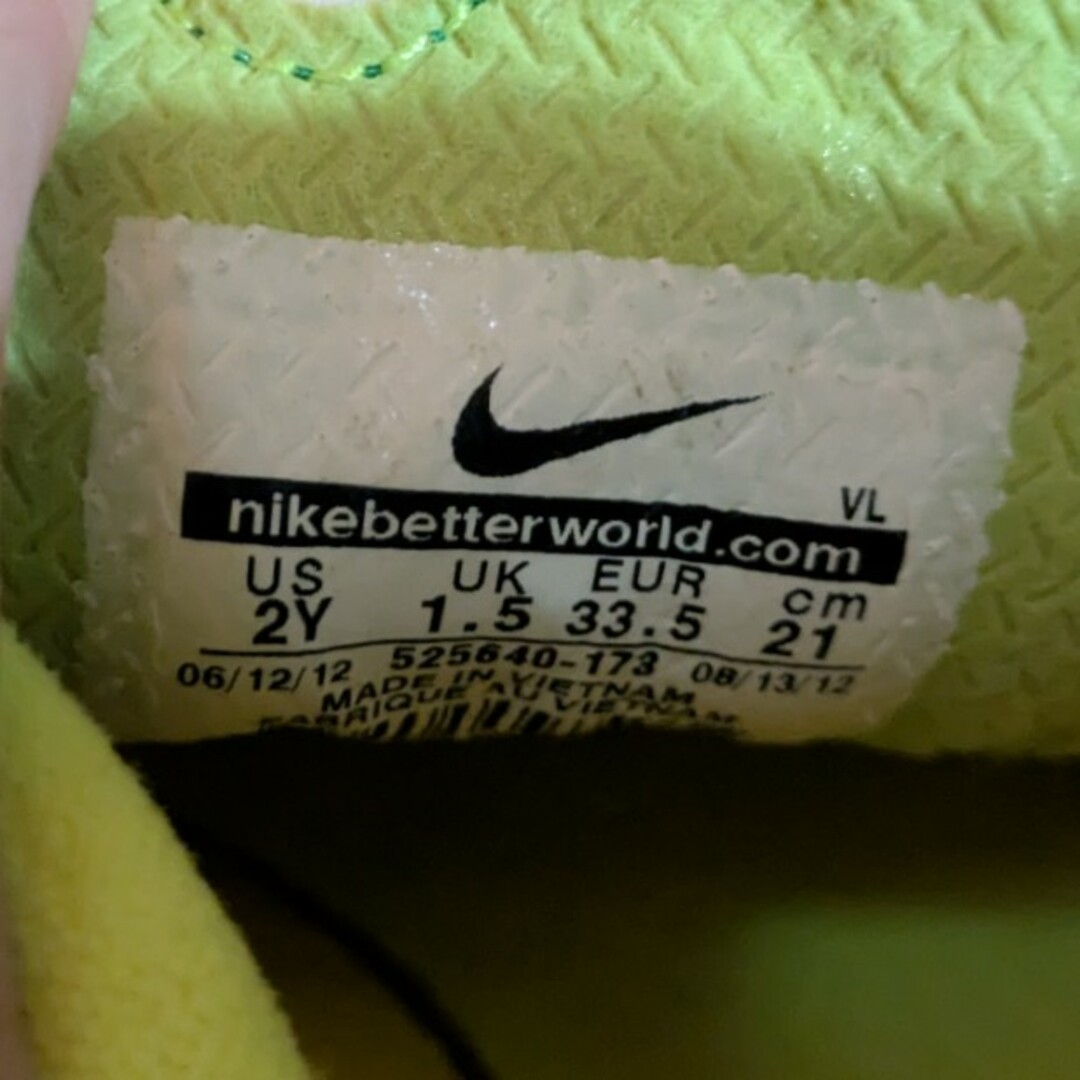 VL
nikebetterworld.com
US UK EUR cm
2Y 1.5 33.5 21
06/12/12 525640-173 08/13/12
MADE IN VIETNAM
FABRIQUE AU VIETNAM